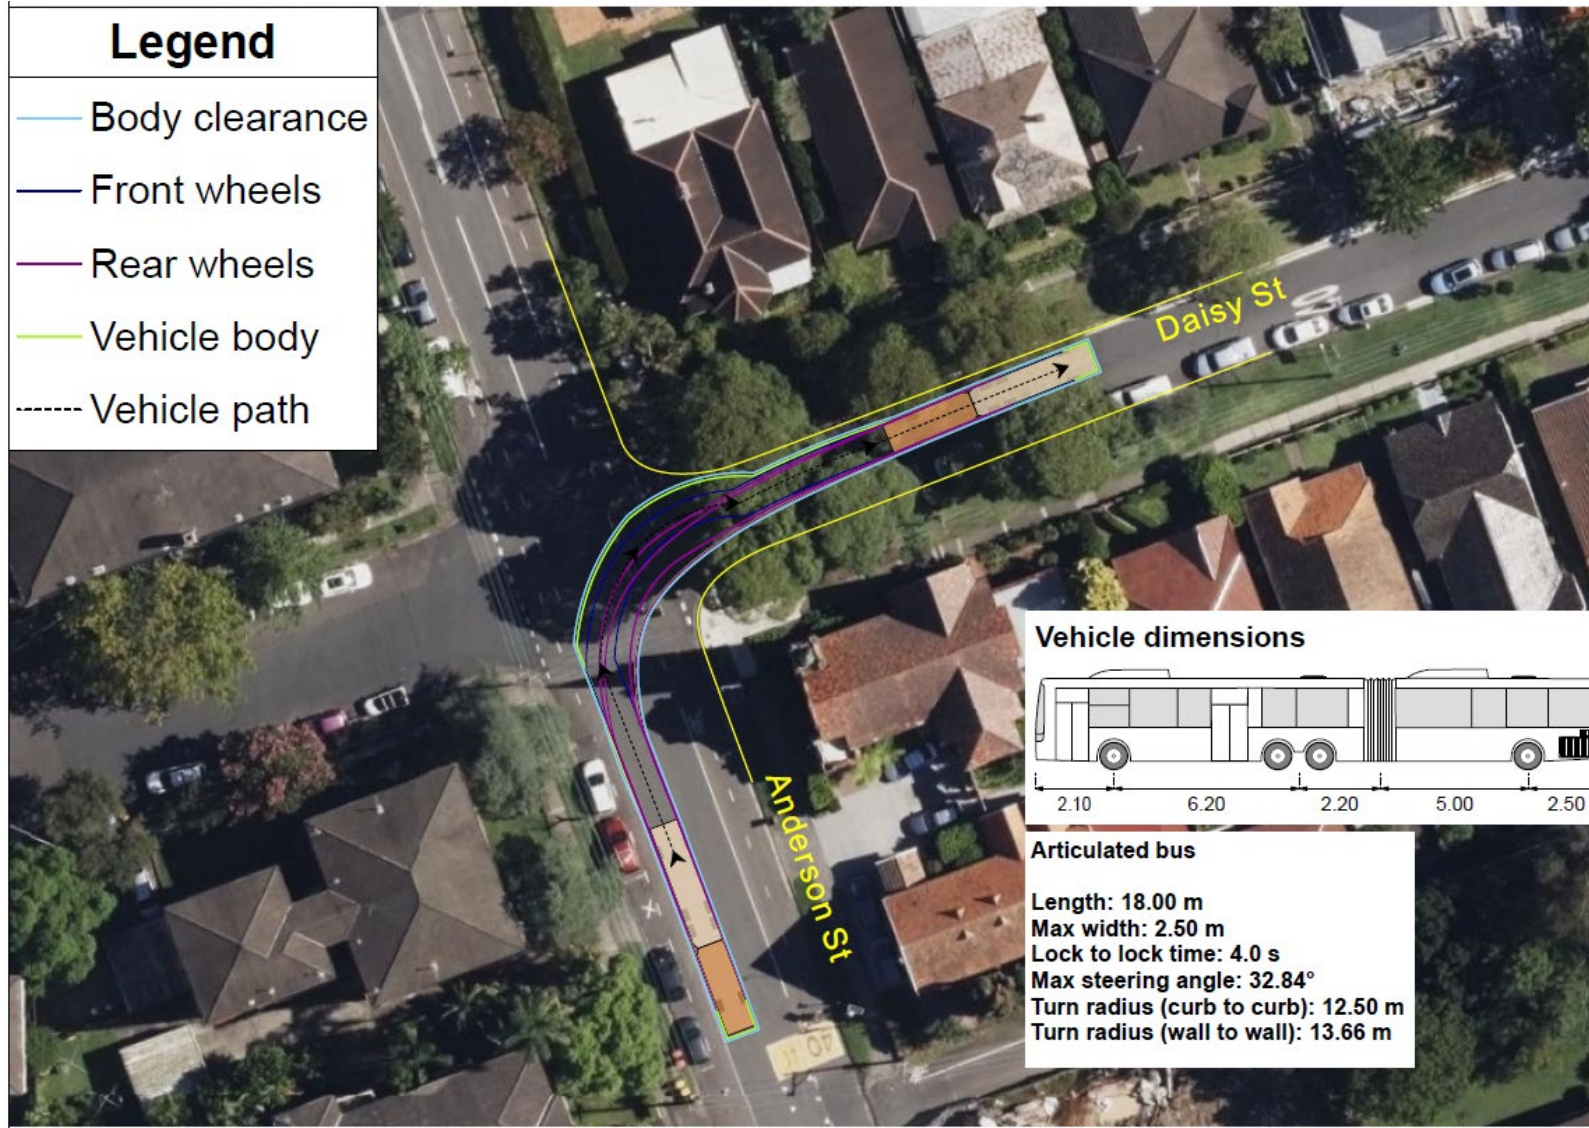 Legend
Body clearance
Front wheels
Rear wheels
Vehicle body
Vehicle path
Daisy St
Anderson St
40
Vehicle dimensions
2.10 6.20 2.20 5.00 2.50
Articulated bus
Length: 18.00 m
Max width: 2.50 m
Lock to lock time: 4.0 s
Max steering angle: 32.84°
Turn radius (curb to curb): 12.50 m
Turn radius (wall to wall): 13.66 m